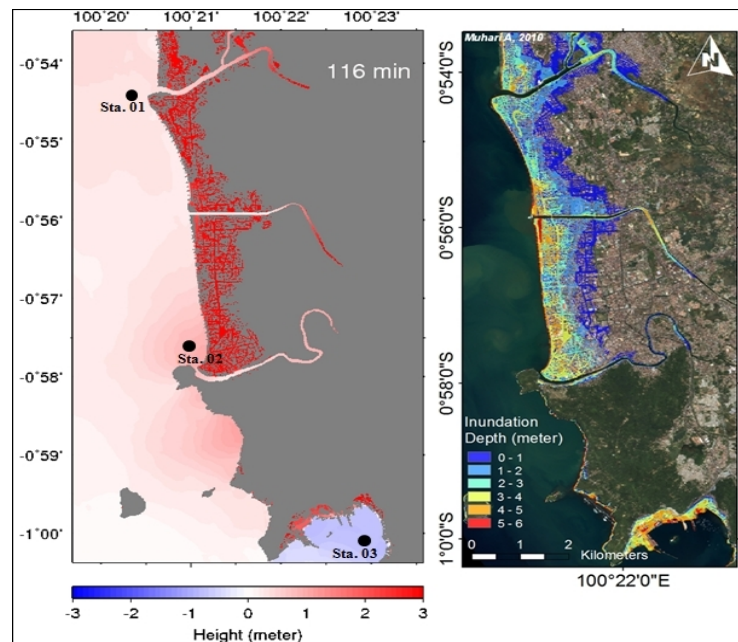 100°20' 100°21' 100°22' 100°23'
-0°54'
-0°55'
-0°56'
-0°57'
-0°58'
-0°59'
-1°00'
116 min
Sta. 01
Sta. 02
Sta. 03
-3 -2 -1 0 1 2 3
Height (meter)
Muhari A, 2010
N
0°54'0"S
0°56'0"S
0°58'0"S
1°0'0"S
Inundation
Depth (meter)
0 - 1
1 - 2
2 - 3
3 - 4
4 - 5
5 - 6
0 1 2
Kilometers
100°22'0"E